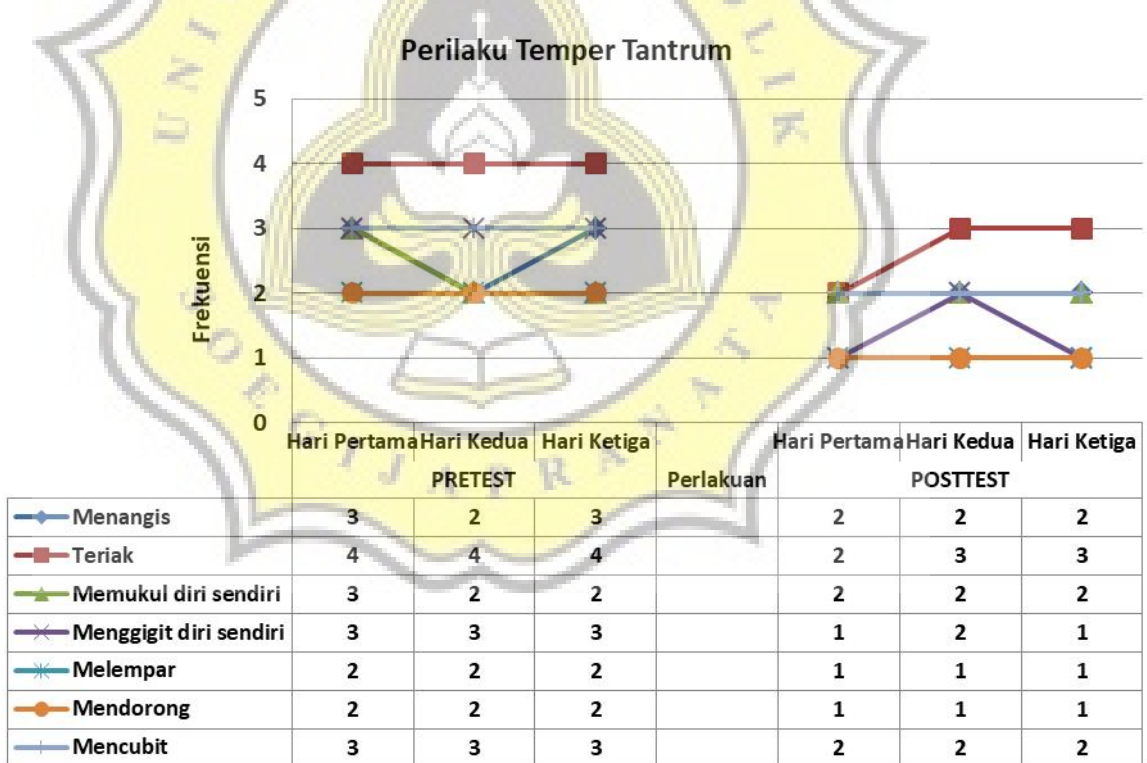 Perilaku Temper Tantrum
Frekuensi
5
4
3
2
1
0
Hari Pertama Hari Kedua Hari Ketiga Hari Pertama Hari Kedua Hari Ketiga
PRETEST Perlakuan POSTTEST
Menangis 3 2 3 2 2 2
Teriak 4 4 4 2 3 3
Memukul diri sendiri 3 2 2 2 2 2
Menggigit diri sendiri 3 3 3 1 2 1
Melempar 2 2 2 1 1 1
Mendorong 2 2 2 1 1 1
Mencubit 3 3 3 2 2 2
UNI
OLIK
SOEGIJAPRANATA